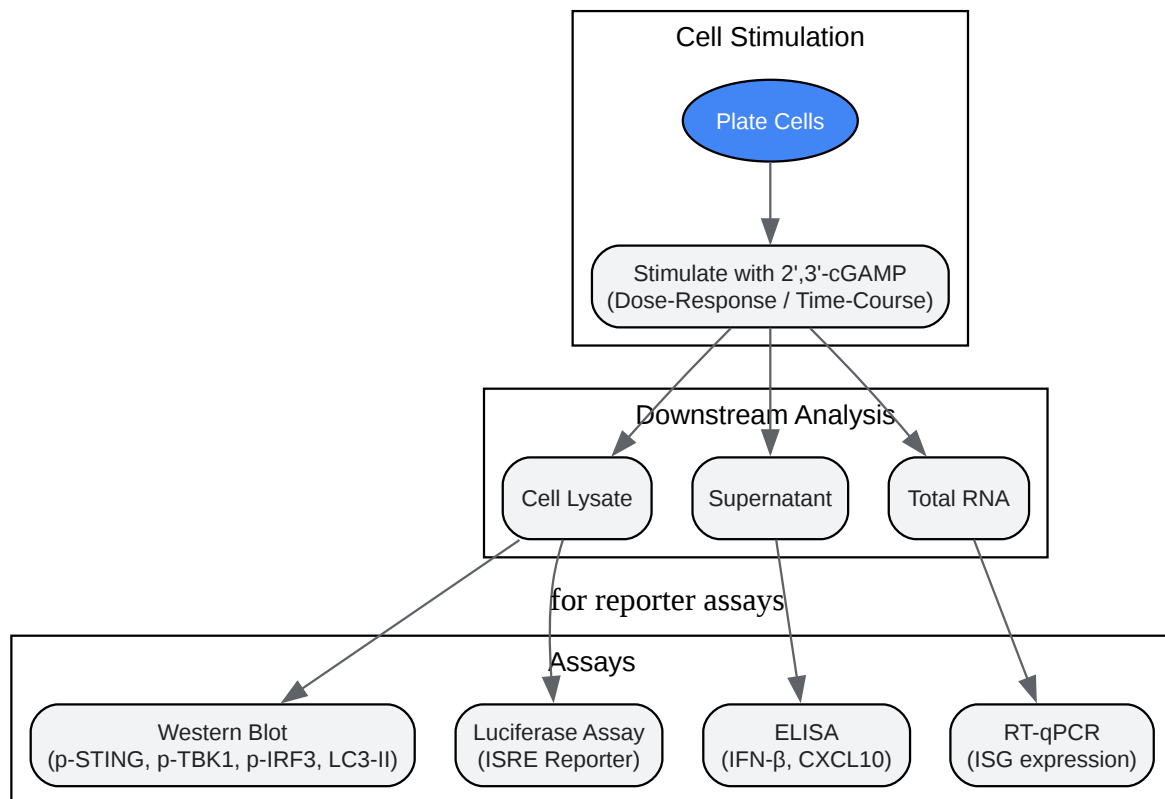 Cell Stimulation
Plate Cells
Stimulate with 2',3'-cGAMP
(Dose-Response / Time-Course)
Downstream Analysis
Cell Lysate
Supernatant
Total RNA
for reporter assays
Assays
Western Blot
(p-STING, p-TBK1, p-IRF3, LC3-II)
Luciferase Assay
(ISRE Reporter)
ELISA
(IFN-β, CXCL10)
RT-qPCR
(ISG expression)